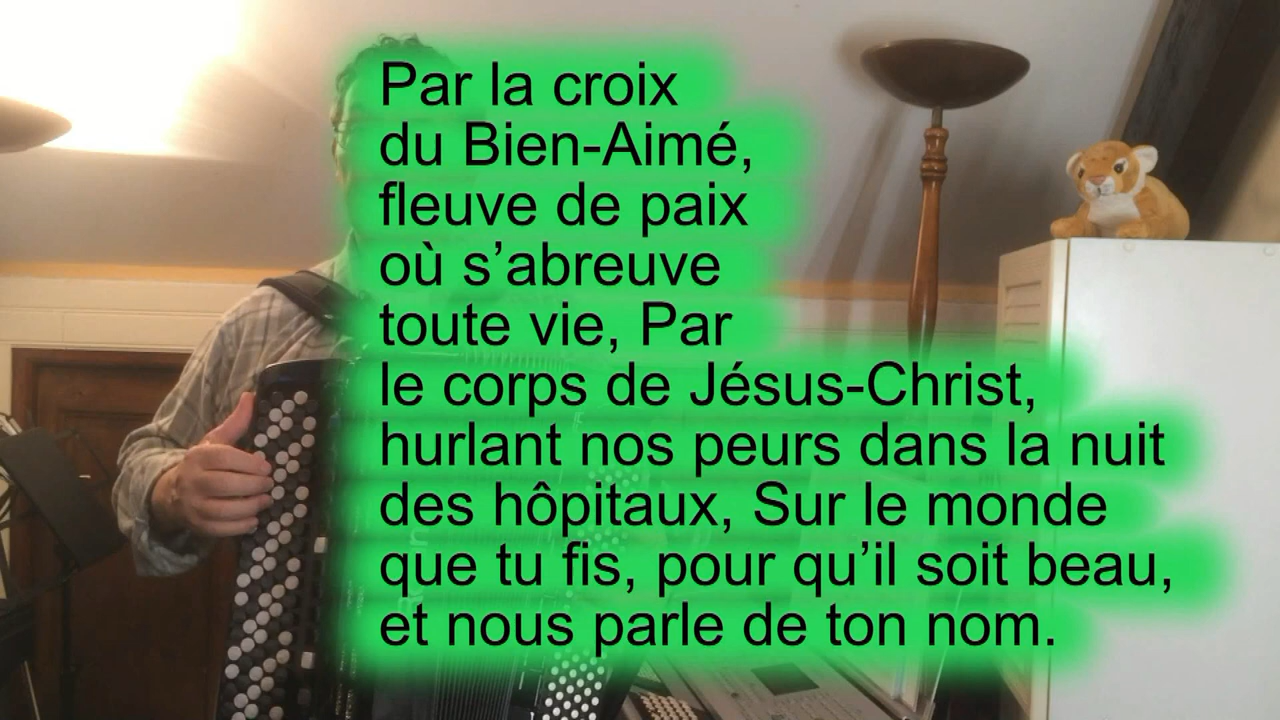 Par la croix
du Bien-Aimé,
fleuve de paix
où s’abreuve
toute vie, Par
le corps de Jésus-Christ,
hurlant nos peurs dans la nuit
des hôpitaux, Sur le monde
que tu fis, pour qu’il soit beau,
et nous parle de ton nom.